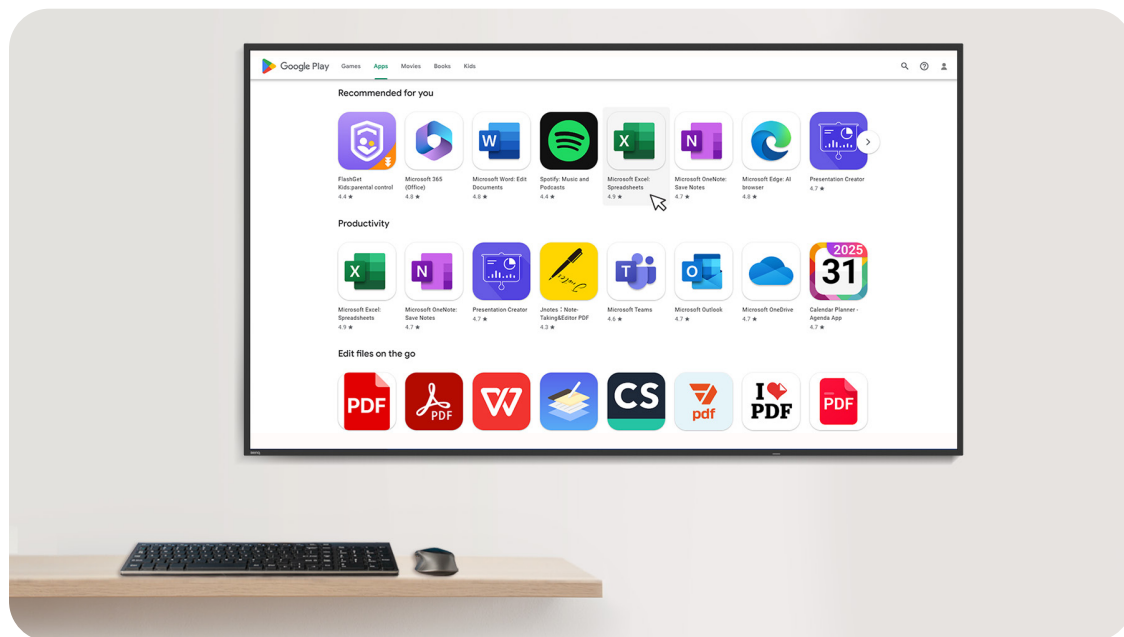 Google Play
Games
Apps
Movies
Books
Kids
Recommended for you
W
X
N
FlashGet
Kids:parental control
4.4 ★
Microsoft 365
(Office)
4.8 ★
Microsoft Word: Edit
Documents
4.8 ★
Spotify: Music and
Podcasts
4.4 ★
Microsoft Excel:
Spreadsheets
4.9 ★
Microsoft OneNote:
Save Notes
4.7 ★
Microsoft Edge: AI
browser
4.8 ★
Presentation Creator
4.7 ★
Productivity
X
N
Jnotes
T
O
2025
31
Microsoft Excel:
Spreadsheets
4.9 ★
Microsoft OneNote:
Save Notes
4.7 ★
Presentation Creator
4.7 ★
Jnotes：Note-
Taking&Editor PDF
4.3 ★
Microsoft Teams
4.6 ★
Microsoft Outlook
4.7 ★
Microsoft OneDrive
4.7 ★
Calendar Planner -
Agenda App
4.7 ★
Edit files on the go
PDF
PDF
W
CS
pdf
I
PDF
PDF